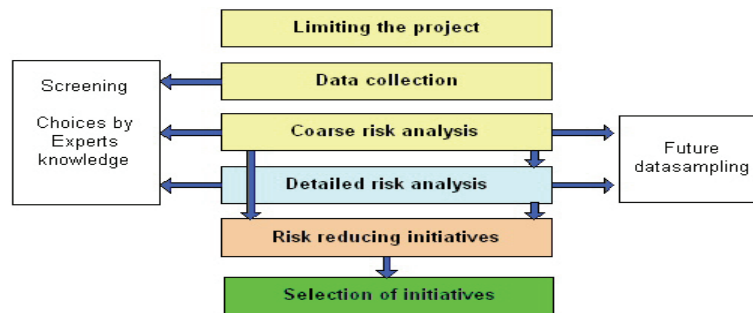 Limiting the project
Data collection
Screening
Choices by
Experts
knowledge
Coarse risk analysis
Future
datasampling
Detailed risk analysis
Risk reducing initiatives
Selection of initiatives